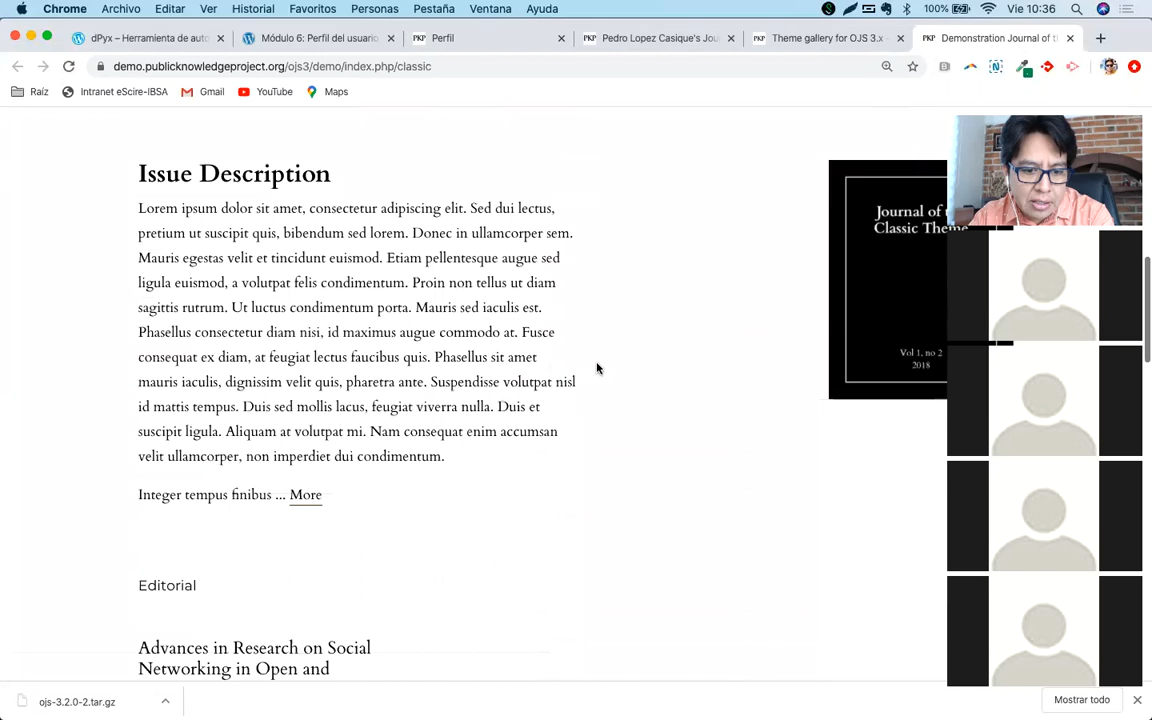 Chrome Archivo Editar Ver Historial Favoritos Personas Pestaña Ventana Ayuda 100% Vie 10:36
dPyx – Herramienta de auto
Módulo 6: Perfil del usuario
PKP Perfil
PKP Pedro Lopez Casique's Jou
PKP Theme gallery for OJS 3.x –
PKP Demonstration Journal of t
demo.publicknowledgeproject.org/ojs3/demo/index.php/classic
Raíz Intranet eScire-IBSA Gmail YouTube Maps
Issue Description
Lorem ipsum dolor sit amet, consectetur adipiscing elit. Sed dui lectus,
pretium ut suscipit quis, bibendum sed lorem. Donec in ullamcorper sem.
Mauris egestas velit et tincidunt euismod. Etiam pellentesque augue sed
ligula euismod, a volutpat felis condimentum. Proin non tellus ut diam
sagittis rutrum. Ut luctus condimentum porta. Mauris sed iaculis est.
Phasellus consectetur diam nisi, id maximus augue commodo at. Fusce
consequat ex diam, at feugiat lectus faucibus quis. Phasellus sit amet
mauris iaculis, dignissim velit quis, pharetra ante. Suspendisse volutpat nisl
id mattis tempus. Duis sed mollis lacus, feugiat viverra nulla. Duis et
suscipit ligula. Aliquam at volutpat mi. Nam consequat enim accumsan
velit ullamcorper, non imperdiet dui condimentum.
Integer tempus finibus ... More
Journal of
Classic Theme
Vol 1, no 2
2018
Editorial
Advances in Research on Social
Networking in Open and
ojs-3.2.0-2.tar.gz
Mostrar todo